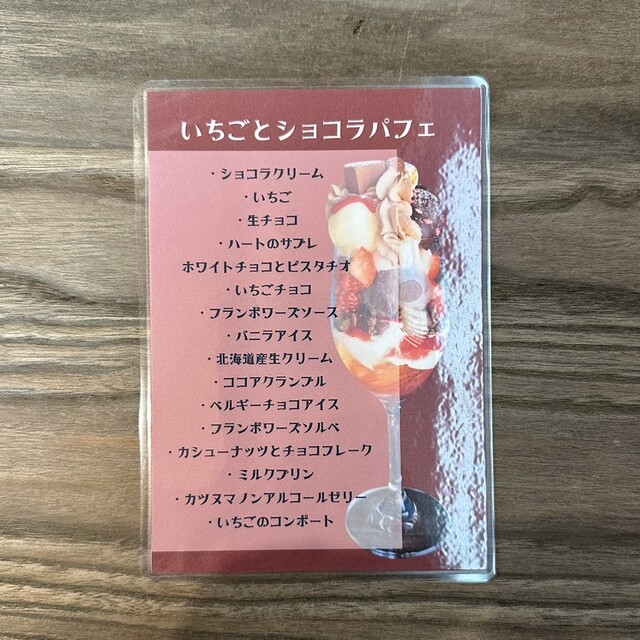 いちごとショコラパフェ
・ショコラクリーム
・いちご
・生チョコ
・ハートのサブレ
ホワイトチョコとピスタチオ
・いちごチョコ
・フランボワーズソース
・バニラアイス
・北海道産生クリーム
・ココアクランブル
・ベルギーチョコアイス
・フランボワーズソルベ
・カシューナッツとチョコフレーク
・ミルクプリン
・カヅヌマノンアルコールゼリー
・いちごのコンポート